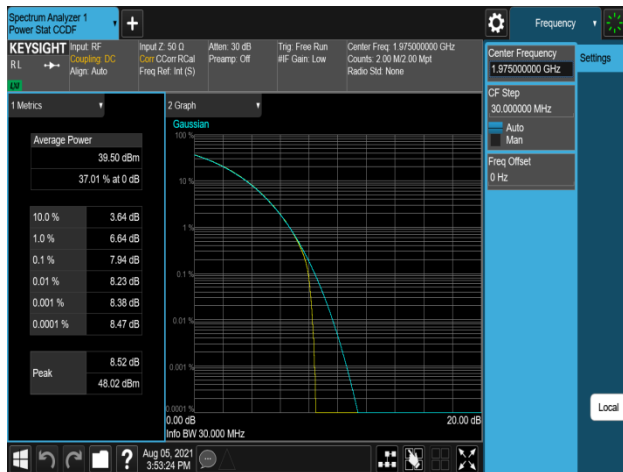 Spectrum Analyzer 1
Power Stat CCDF
Frequency
KEYSIGHT
RL
Input: RF
Coupling: DC
Align: Auto
Input Z: 50 Ω
Corr CCorr RCal
Freq Ref: Int (S)
Atten: 30 dB
Preamp: Off
Trig: Free Run
#IF Gain: Low
Center Freq: 1.975000000 GHz
Counts: 2.00 M/2.00 Mpt
Radio Std: None
Center Frequency
1.975000000 GHz
Settings
CF Step
30.000000 MHz
Auto
Man
Freq Offset
0 Hz
1 Metrics
Average Power
39.50 dBm
37.01 % at 0 dB
10.0 % 3.64 dB
1.0 % 6.64 dB
0.1 % 7.94 dB
0.01 % 8.23 dB
0.001 % 8.38 dB
0.0001 % 8.47 dB
Peak
8.52 dB
48.02 dBm
2 Graph
Gaussian
100 %
10 %
1 %
0.1 %
0.01 %
0.001 %
0.0001 %
0.00 dB 20.00 dB
Info BW 30.000 MHz
Local
?
Aug 05, 2021
3:53:24 PM